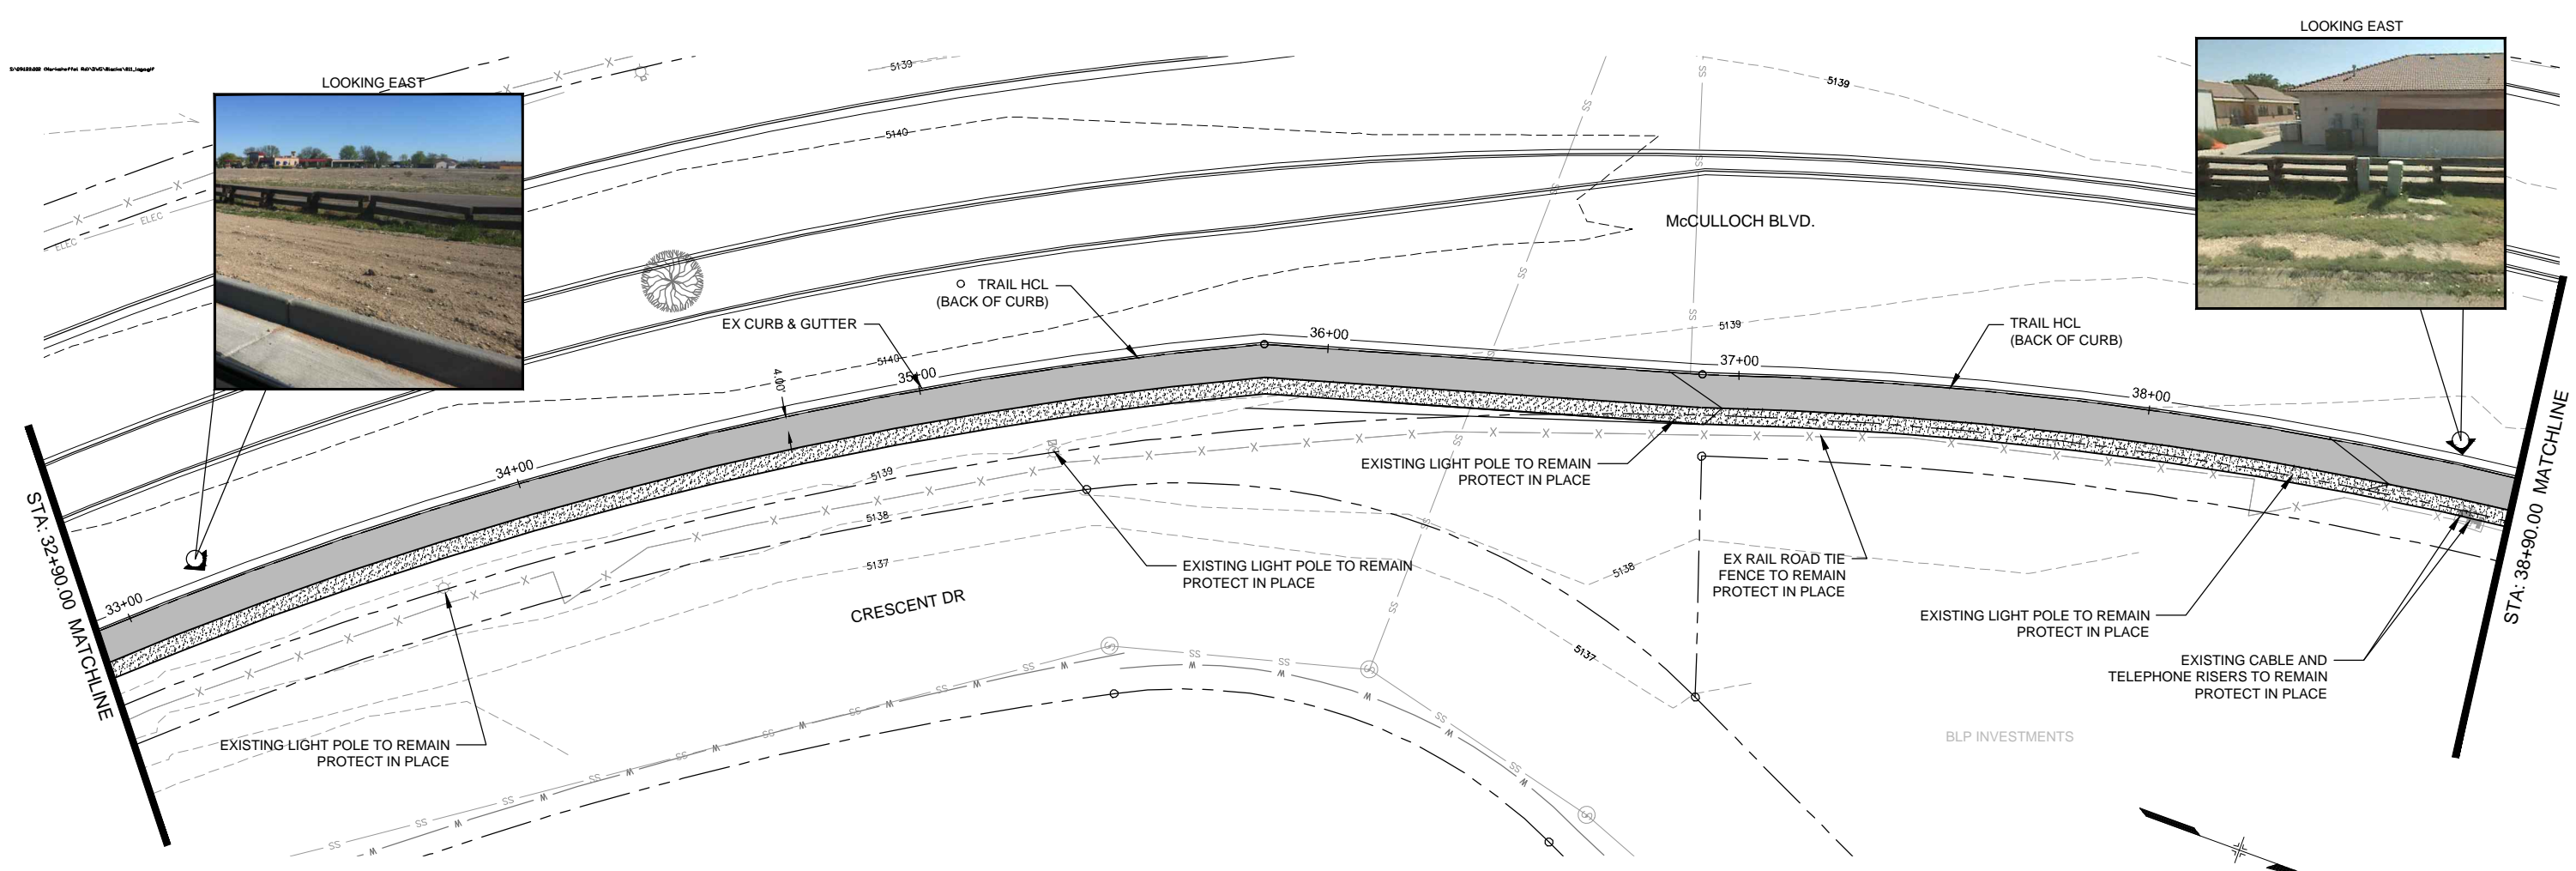 LOOKING EAST
LOOKING EAST
5139
5139
5140
ELEC
ELEC
McCULLOCH BLVD.
TRAIL HCL
(BACK OF CURB)
EX CURB & GUTTER
TRAIL HCL
(BACK OF CURB)
5139
5140
4.00'
33+00
34+00
35+00
36+00
37+00
38+00
STA: 32+90.00 MATCHLINE
STA: 38+90.00 MATCHLINE
5139
5138
5137
5138
5137
EXISTING LIGHT POLE TO REMAIN
PROTECT IN PLACE
EXISTING LIGHT POLE TO REMAIN
PROTECT IN PLACE
EX RAIL ROAD TIE
FENCE TO REMAIN
PROTECT IN PLACE
CRESCENT DR
EXISTING LIGHT POLE TO REMAIN
PROTECT IN PLACE
EXISTING CABLE AND
TELEPHONE RISERS TO REMAIN
PROTECT IN PLACE
EXISTING LIGHT POLE TO REMAIN
PROTECT IN PLACE
BLP INVESTMENTS